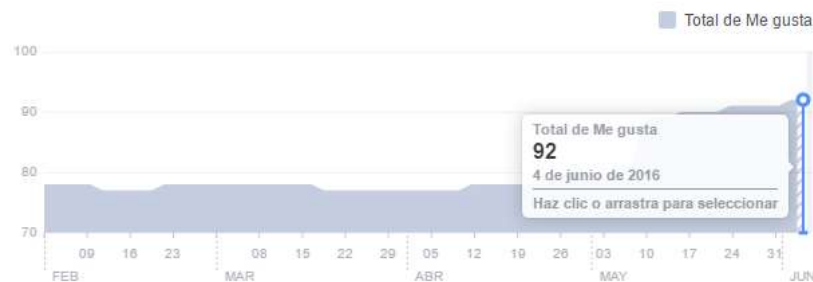 Total de Me gusta
100
90
80
70
Total de Me gusta
92
4 de junio de 2016
Haz clic o arrastra para seleccionar
09 16 23 08 15 22 29 05 12 19 26 03 10 17 24 31
FEB MAR ABR MAY JUN